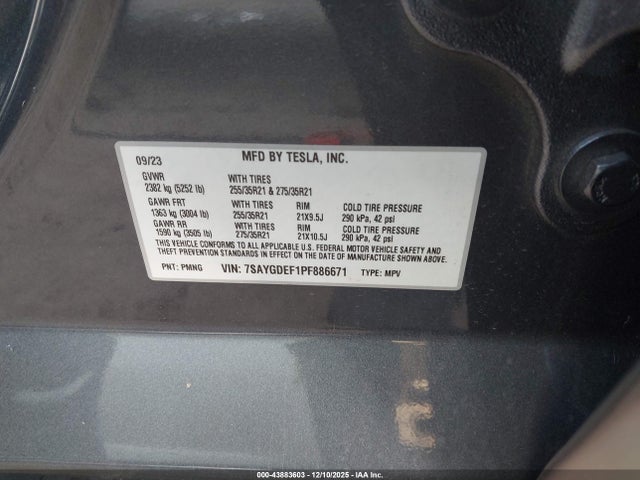 09/23 MFD BY TESLA, INC.
GVWR WITH TIRES
2382 kg (5252 lb) 255/35R21 & 275/35R21
GAWR FRT WITH TIRES RIM COLD TIRE PRESSURE
1363 kg (3004 lb) 255/35R21 21X9.5J 290 kPa, 42 psi
GAWR RR WITH TIRES RIM COLD TIRE PRESSURE
1590 kg (3505 lb) 275/35R21 21X10.5J 290 kPa, 42 psi
THIS VEHICLE CONFORMS TO ALL APPLICABLE U.S. FEDERAL MOTOR VEHICLE SAFETY AND
THEFT PREVENTION STANDARDS IN EFFECT ON THE DATE OF MANUFACTURE SHOWN ABOVE.
PNT: PMNG VIN: 7SAYGDEF1PF886671 TYPE: MPV
000-43883603 - 12/10/2025 - IAA Inc.